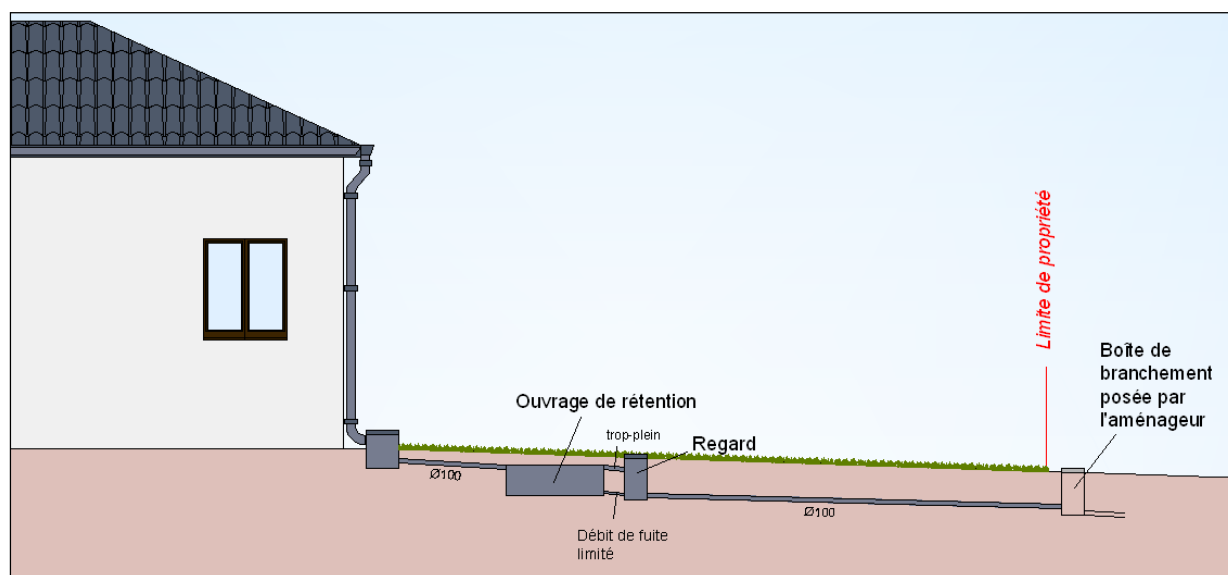 Limite de propriété
Boîte de
branchement
posée par
l'aménageur
Ouvrage de rétention
trop-plein
Regard
Ø100
Ø100
Débit de fuite
limité